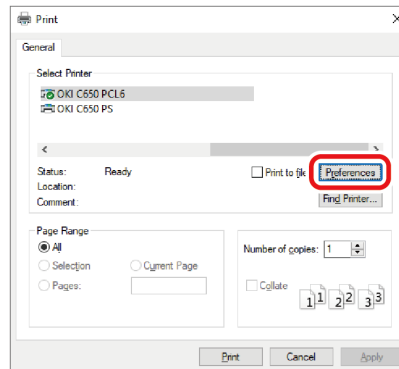 Print
General
Select Printer
OKI C650 PCL6
OKI C650 PS
Status: Ready
Print to file
Preferences
Location:
Comment:
Find Printer...
Page Range
All
Selection
Current Page
Pages:
Number of copies: 1
Collate
1 1 2 2 3 3
Print
Cancel
Apply